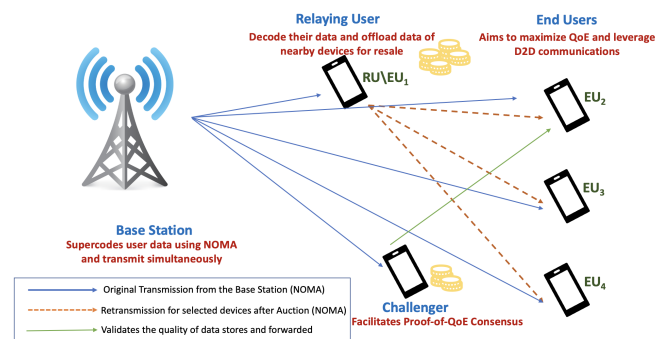 Relaying User
Decode their data and offload data of
nearby devices for resale
RU\EU1
End Users
Aims to maximize QoE and leverage
D2D communications
EU2
EU3
EU4
Base Station
Supercodes user data using NOMA
and transmit simultaneously
Challenger
Facilitates Proof-of-QoE Consensus
Original Transmission from the Base Station (NOMA)
Retransmission for selected devices after Auction (NOMA)
Validates the quality of data stores and forwarded